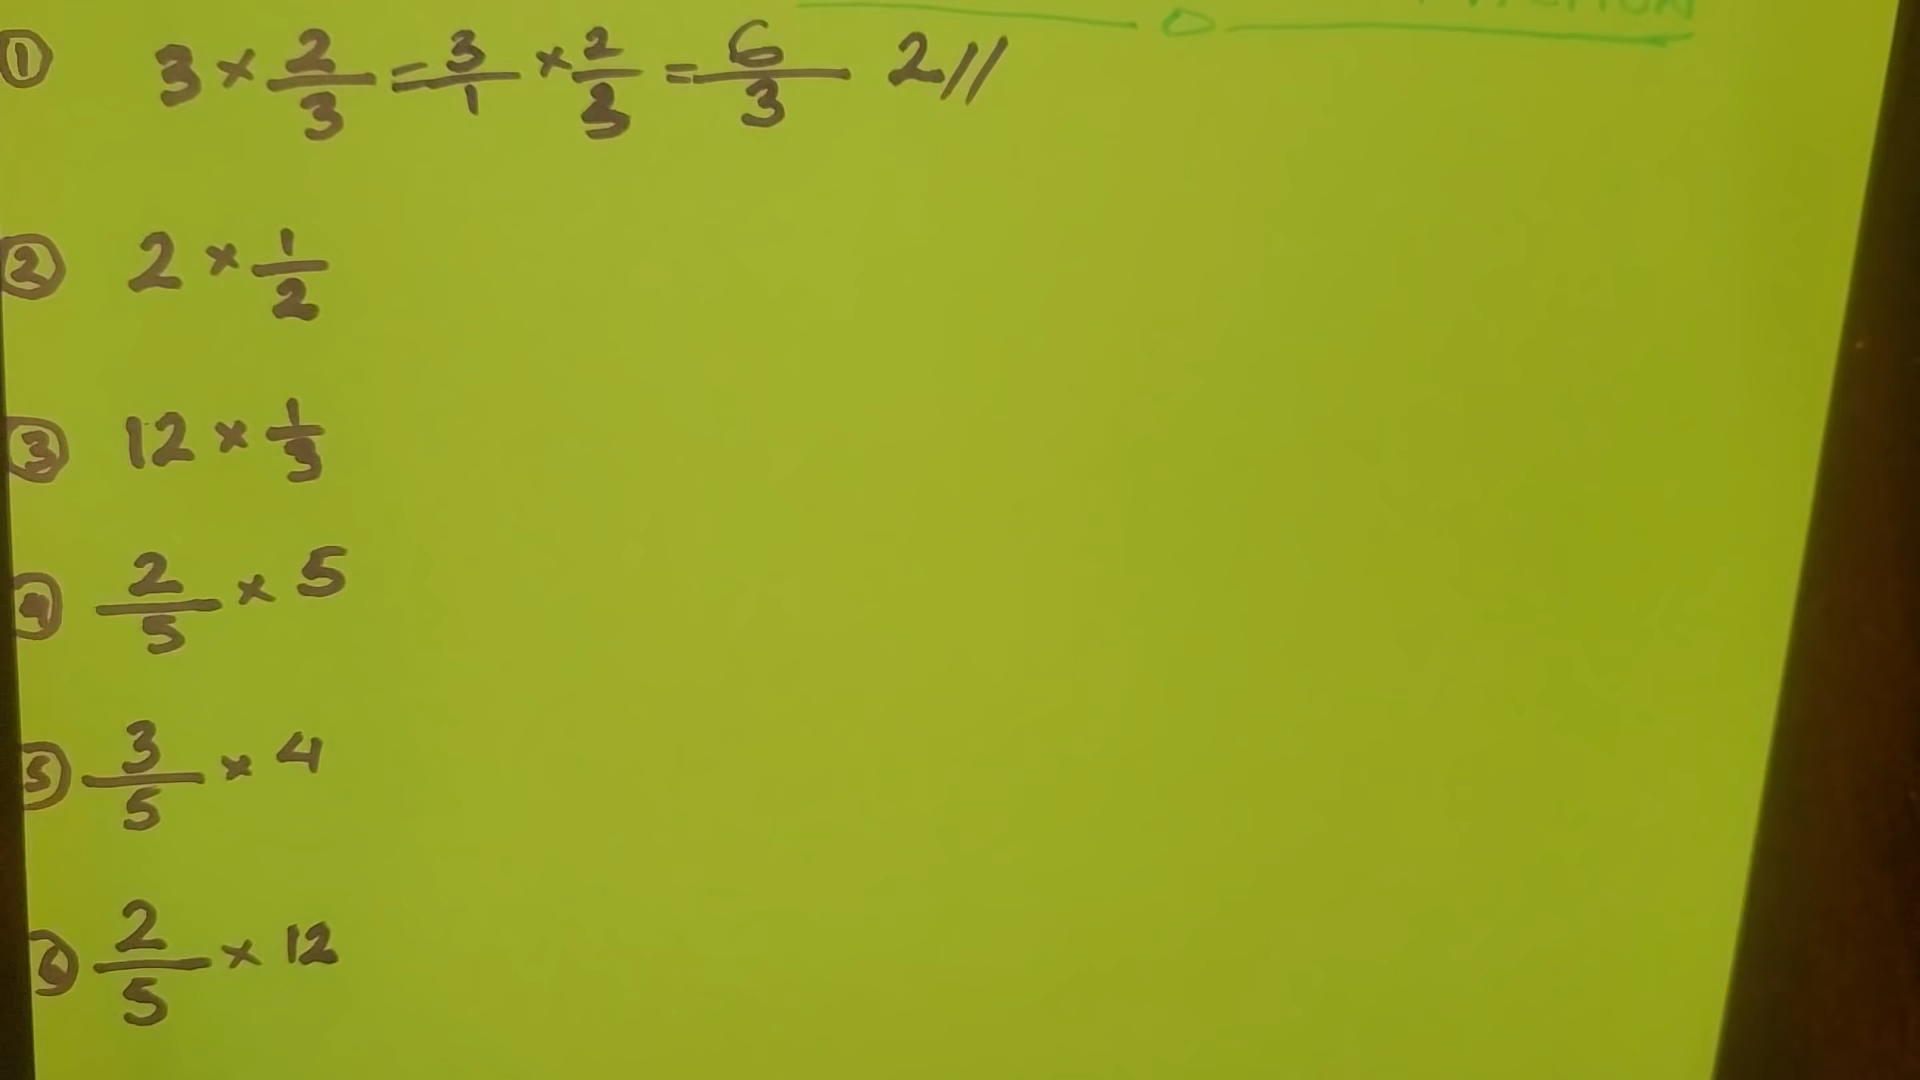 ① 3 × 2/3 = 3/1 × 2/3 = 6/3 2//
② 2 × 1/2
③ 12 × 1/3
④ 2/5 × 5
⑤ 3/5 × 4
⑥ 2/5 × 12